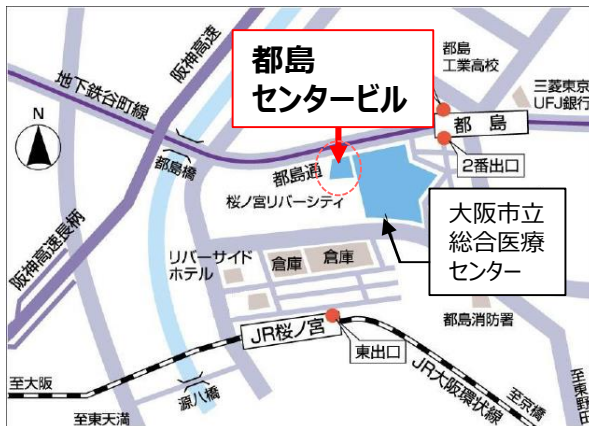 阪神高速
地下鉄谷町線
N
都島
センタービル
都島
工業高校
三菱東京
UFJ銀行
都島
2番出口
都島橋
都島通
桜ノ宮リバーシティ
大阪市立
総合医療
センター
阪神高速長柄
リバーサイド
ホテル
倉庫
倉庫
都島消防署
JR桜ノ宮
東出口
JR大阪環状線
至大阪
源八橋
至東天満
至京橋
至東野田